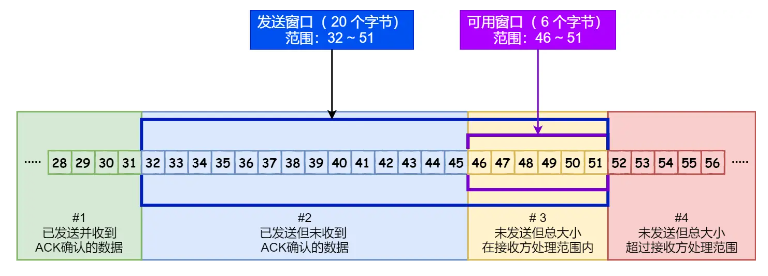 发送窗口（20 个字节）
范围：32 ~ 51
可用窗口（6 个字节）
范围：46 ~ 51
····· 28 29 30 31 32 33 34 35 36 37 38 39 40 41 42 43 44 45 46 47 48 49 50 51 52 53 54 55 56 ·····
#1
已发送并收到
ACK确认的数据
#2
已发送但未收到
ACK确认的数据
# 3
未发送但总大小
在接收方处理范围内
#4
未发送但总大小
超过接收方处理范围